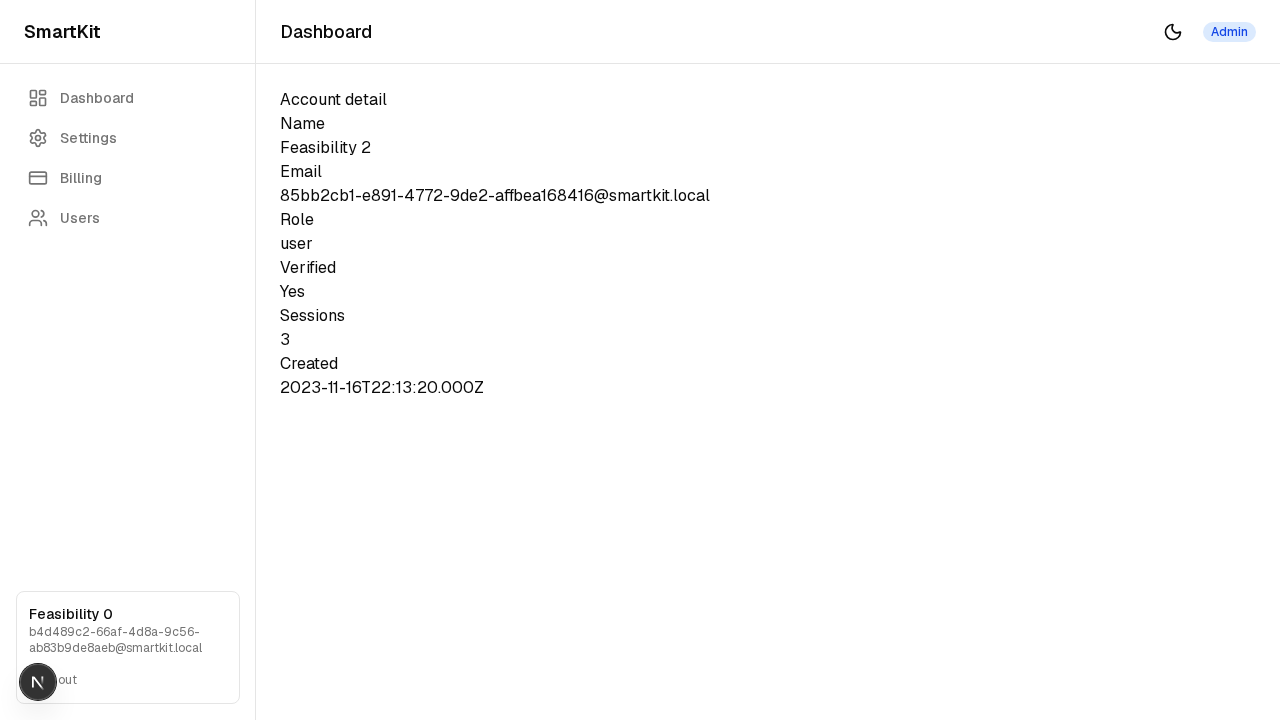 SmartKit
Dashboard
Admin
Dashboard
Settings
Billing
Users
Account detail
Name
Feasibility 2
Email
85bb2cb1-e891-4772-9de2-affbea168416@smartkit.local
Role
user
Verified
Yes
Sessions
3
Created
2023-11-16T22:13:20.000Z
Feasibility 0
b4d489c2-66af-4d8a-9c56-
ab83b9de8aeb@smartkit.local
out
N